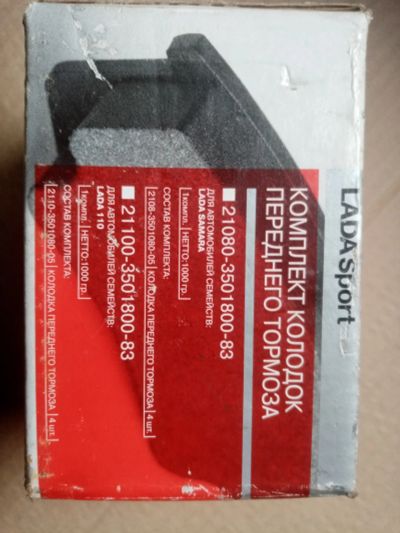 LADA Sport
КОМПЛЕКТ КОЛОДОК
ПЕРЕДНЕГО ТОРМОЗА
21080-3501800-83
ДЛЯ АВТОМОБИЛЕЙ СЕМЕЙСТВ:
LADA SAMARA
1 компл. НЕТТО: 1000 гр.
СОСТАВ КОМПЛЕКТА:
2108-3501080-05 КОЛОДКА ПЕРЕДНЕГО ТОРМОЗА 4 шт.
21100-3501800-83
ДЛЯ АВТОМОБИЛЕЙ СЕМЕЙСТВ:
LADA 1110
1 компл. НЕТТО: 1000 гр.
СОСТАВ КОМПЛЕКТА:
2110-3501080-05 КОЛОДКА ПЕРЕДНЕГО ТОРМОЗА 4 шт.